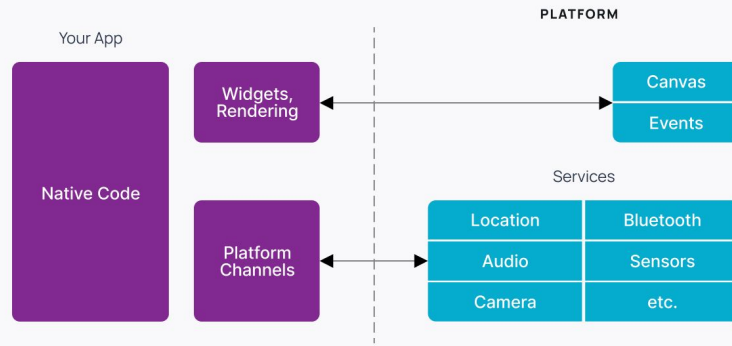 PLATFORM
Your App
Native Code
Widgets,
Rendering
Canvas
Events
Services
Platform
Channels
Location
Bluetooth
Audio
Sensors
Camera
etc.